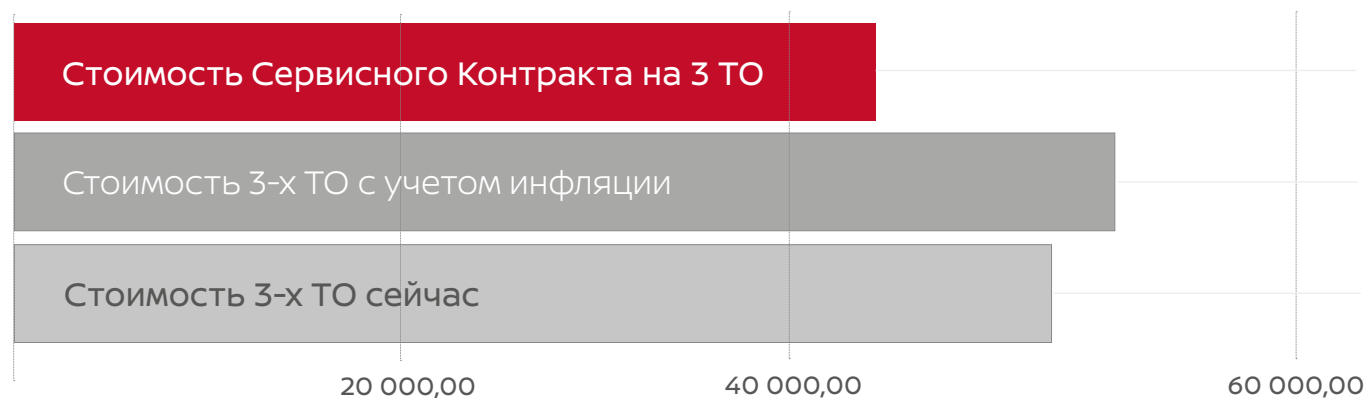 Стоимость Сервисного Контракта на 3 ТО
Стоимость 3-х ТО с учетом инфляции
Стоимость 3-х ТО сейчас
20 000,00 40 000,00 60 000,00